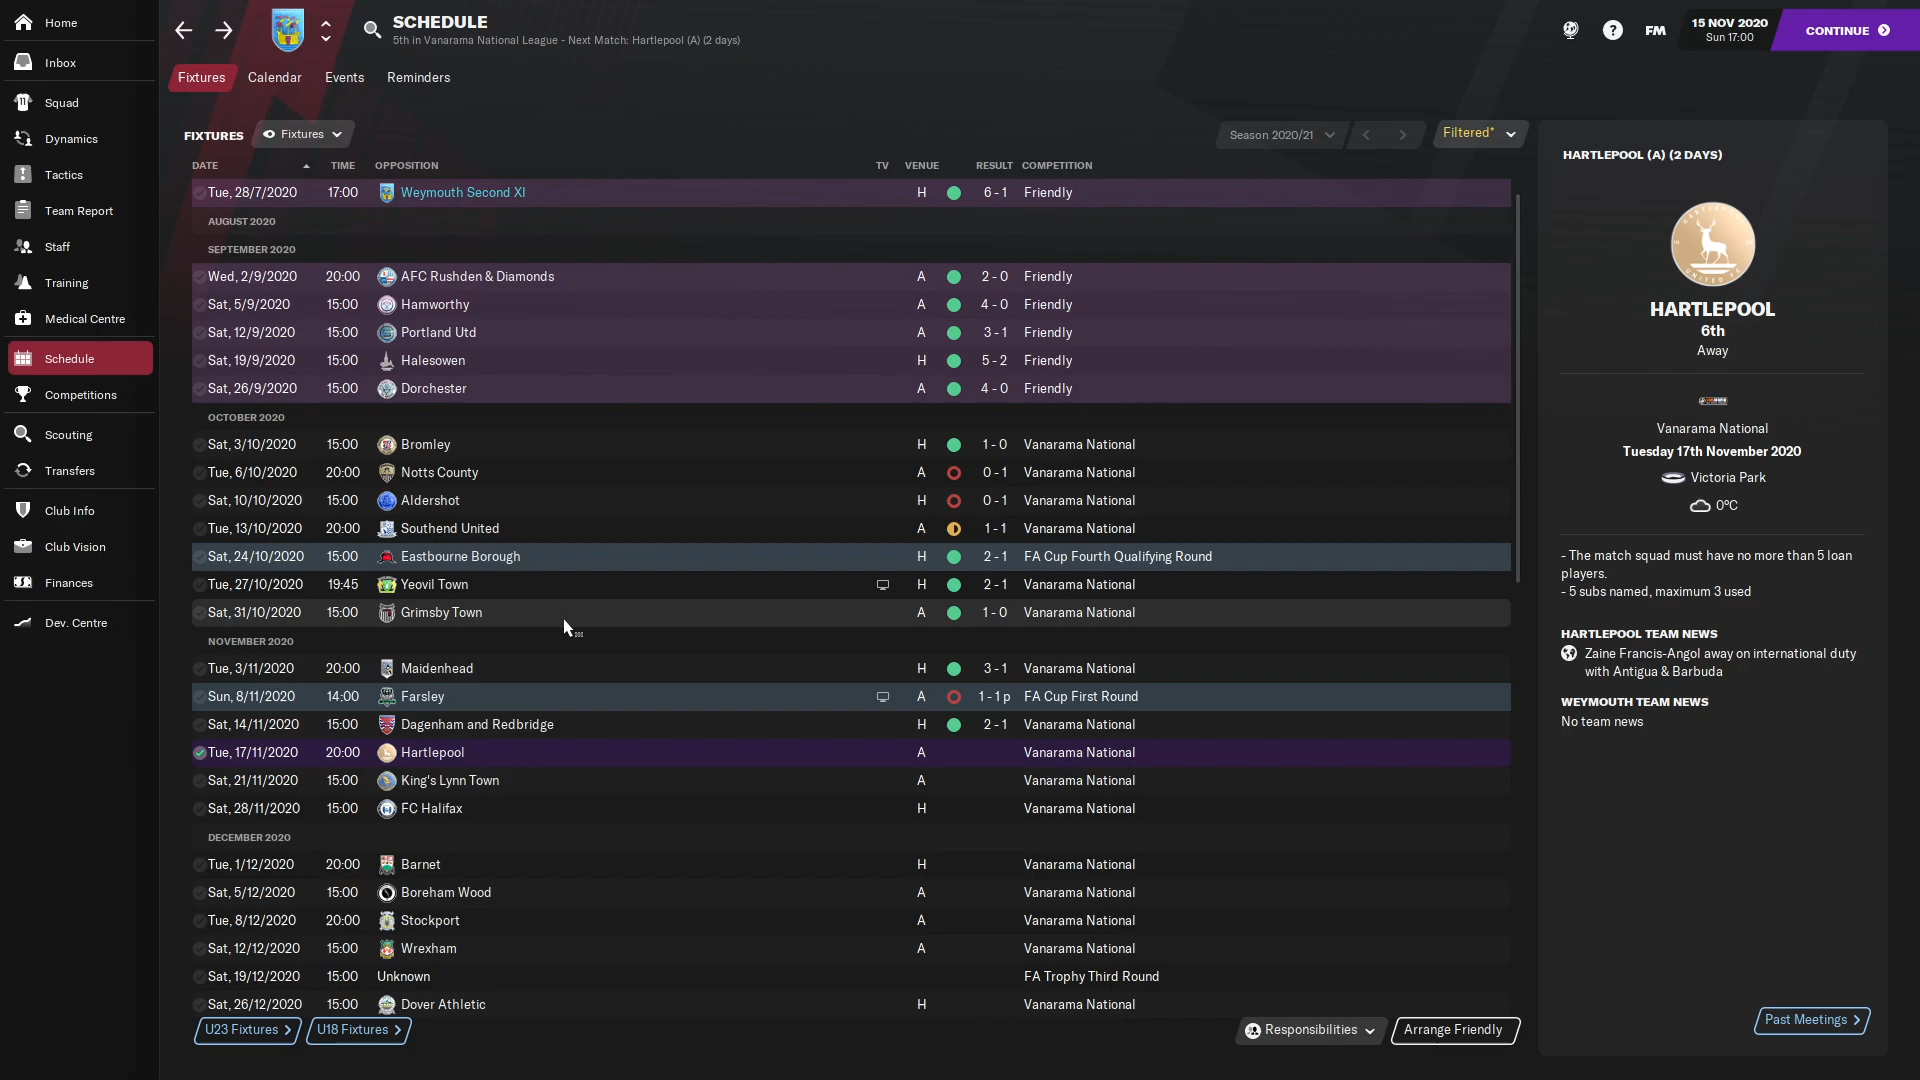 Home
Inbox
Squad
Dynamics
Tactics
Team Report
Staff
Training
Medical Centre
Schedule
Competitions
Scouting
Transfers
Club Info
Club Vision
Finances
Dev. Centre
SCHEDULE
5th in Vanarama National League - Next Match: Hartlepool (A) (2 days)
FM
15 NOV 2020
Sun 17:00
CONTINUE
Fixtures Calendar Events Reminders
FIXTURES Fixtures Season 2020/21 Filtered*
DATE TIME OPPOSITION TV VENUE RESULT COMPETITION
Tue, 28/7/2020 17:00 Weymouth Second XI H 6 - 1 Friendly
AUGUST 2020
SEPTEMBER 2020
Wed, 2/9/2020 20:00 AFC Rushden & Diamonds A 2 - 0 Friendly
Sat, 5/9/2020 15:00 Hamworthy A 4 - 0 Friendly
Sat, 12/9/2020 15:00 Portland Utd A 3 - 1 Friendly
Sat, 19/9/2020 15:00 Halesowen H 5 - 2 Friendly
Sat, 26/9/2020 15:00 Dorchester A 4 - 0 Friendly
OCTOBER 2020
Sat, 3/10/2020 15:00 Bromley H 1 - 0 Vanarama National
Tue, 6/10/2020 20:00 Notts County A 0 - 1 Vanarama National
Sat, 10/10/2020 15:00 Aldershot H 0 - 1 Vanarama National
Tue, 13/10/2020 20:00 Southend United A 1 - 1 Vanarama National
Sat, 24/10/2020 15:00 Eastbourne Borough H 2 - 1 FA Cup Fourth Qualifying Round
Tue, 27/10/2020 19:45 Yeovil Town H 2 - 1 Vanarama National
Sat, 31/10/2020 15:00 Grimsby Town A 1 - 0 Vanarama National
NOVEMBER 2020
Tue, 3/11/2020 20:00 Maidenhead H 3 - 1 Vanarama National
Sun, 8/11/2020 14:00 Farsley A 1 - 1 p FA Cup First Round
Sat, 14/11/2020 15:00 Dagenham and Redbridge H 2 - 1 Vanarama National
Tue, 17/11/2020 20:00 Hartlepool A Vanarama National
Sat, 21/11/2020 15:00 King's Lynn Town A Vanarama National
Sat, 28/11/2020 15:00 FC Halifax H Vanarama National
DECEMBER 2020
Tue, 1/12/2020 20:00 Barnet H Vanarama National
Sat, 5/12/2020 15:00 Boreham Wood A Vanarama National
Tue, 8/12/2020 20:00 Stockport A Vanarama National
Sat, 12/12/2020 15:00 Wrexham A Vanarama National
Sat, 19/12/2020 15:00 Unknown FA Trophy Third Round
Sat, 26/12/2020 15:00 Dover Athletic H Vanarama National
U23 Fixtures U18 Fixtures Responsibilities Arrange Friendly
HARTLEPOOL (A) (2 DAYS)
HARTLEPOOL
6th
Away
Vanarama National
Tuesday 17th November 2020
Victoria Park
0°C
- The match squad must have no more than 5 loan
players.
- 5 subs named, maximum 3 used
HARTLEPOOL TEAM NEWS
Zaine Francis-Angol away on international duty
with Antigua & Barbuda
WEYMOUTH TEAM NEWS
No team news
Past Meetings